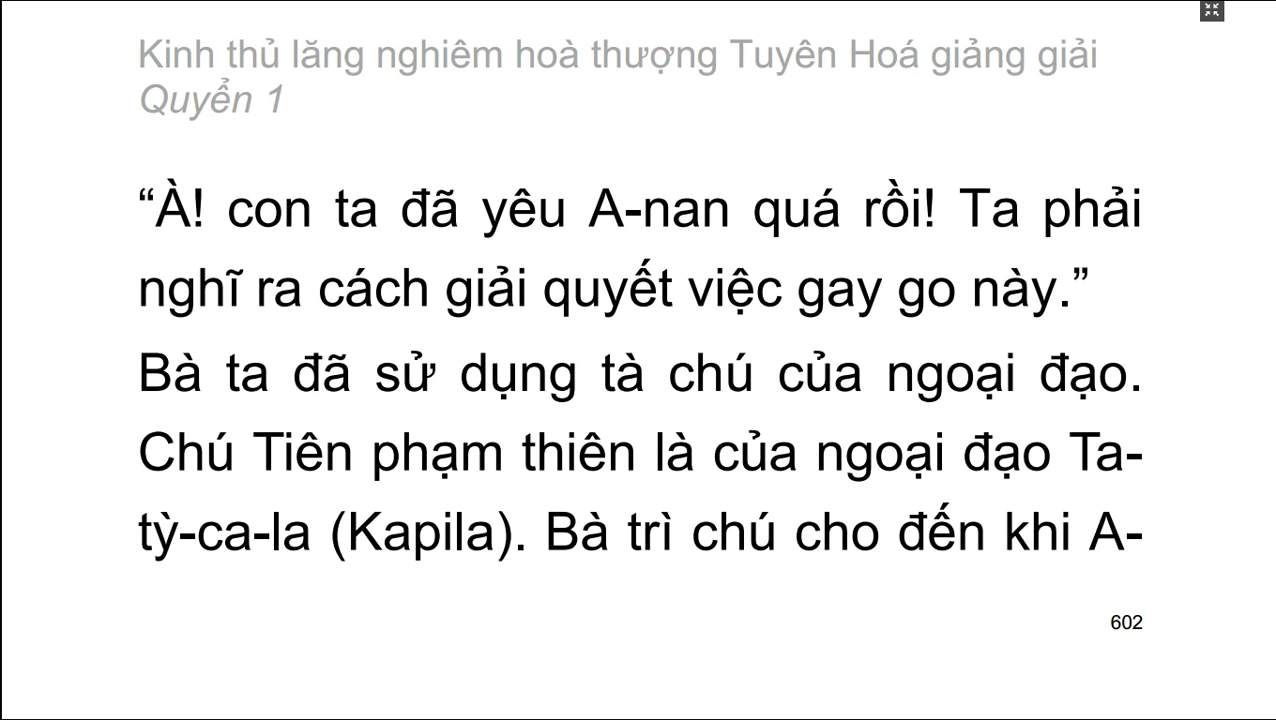 Kinh thủ lăng nghiêm hoà thượng Tuyên Hoá giảng giải
Quyển 1
“À! con ta đã yêu A-nan quá rồi! Ta phải
nghĩ ra cách giải quyết việc gay go này.”
Bà ta đã sử dụng tà chú của ngoại đạo.
Chú Tiên phạm thiên là của ngoại đạo Ta-
tỳ-ca-la (Kapila). Bà trì chú cho đến khi A-
602